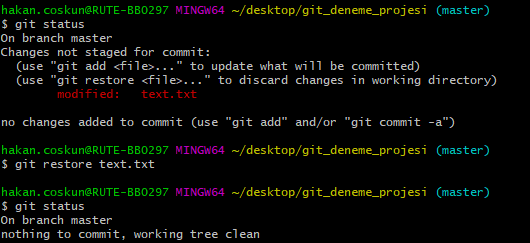 hakan.coskun@RUTE-BB0297 MINGW64 ~/desktop/git_deneme_projesi (master)
$ git status
On branch master
Changes not staged for commit:
  (use "git add <file>..." to update what will be committed)
  (use "git restore <file>..." to discard changes in working directory)
        modified:   text.txt

no changes added to commit (use "git add" and/or "git commit -a")

hakan.coskun@RUTE-BB0297 MINGW64 ~/desktop/git_deneme_projesi (master)
$ git restore text.txt

hakan.coskun@RUTE-BB0297 MINGW64 ~/desktop/git_deneme_projesi (master)
$ git status
On branch master
nothing to commit, working tree clean